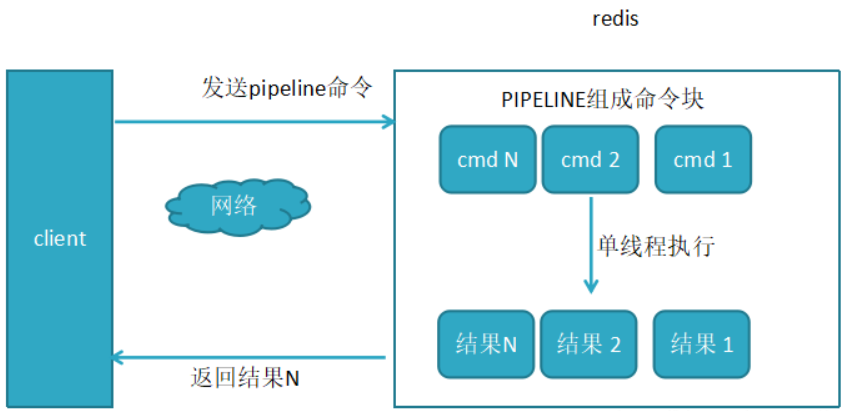 redis
发送pipeline命令
PIPELINE组成命令块
cmd N
cmd 2
cmd 1
网络
client
单线程执行
结果N
结果 2
结果 1
返回结果N